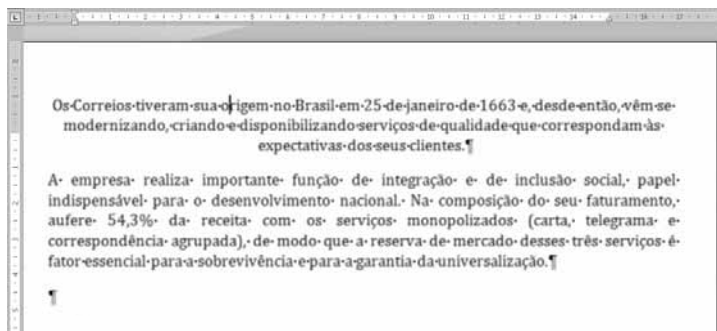 Os·Correios·tiveram·sua·origem·no·Brasil·em·25·de·janeiro·de·1663·e,·desde·então,·vêm·se·
modernizando,·criando·e·disponibilizando·serviços·de·qualidade·que·correspondam·às·
expectativas·dos·seus·clientes.¶
A· empresa· realiza· importante· função· de· integração· e· de· inclusão· social,· papel·
indispensável· para· o· desenvolvimento· nacional.· Na· composição· do· seu· faturamento,·
aufere· 54,3%· da· receita· com· os· serviços· monopolizados· (carta,· telegrama· e·
correspondência· agrupada),· de· modo· que· a· reserva· de· mercado· desses· três· serviços· é·
fator·essencial·para·a·sobrevivência·e·para·a·garantia·da·universalização.¶
¶